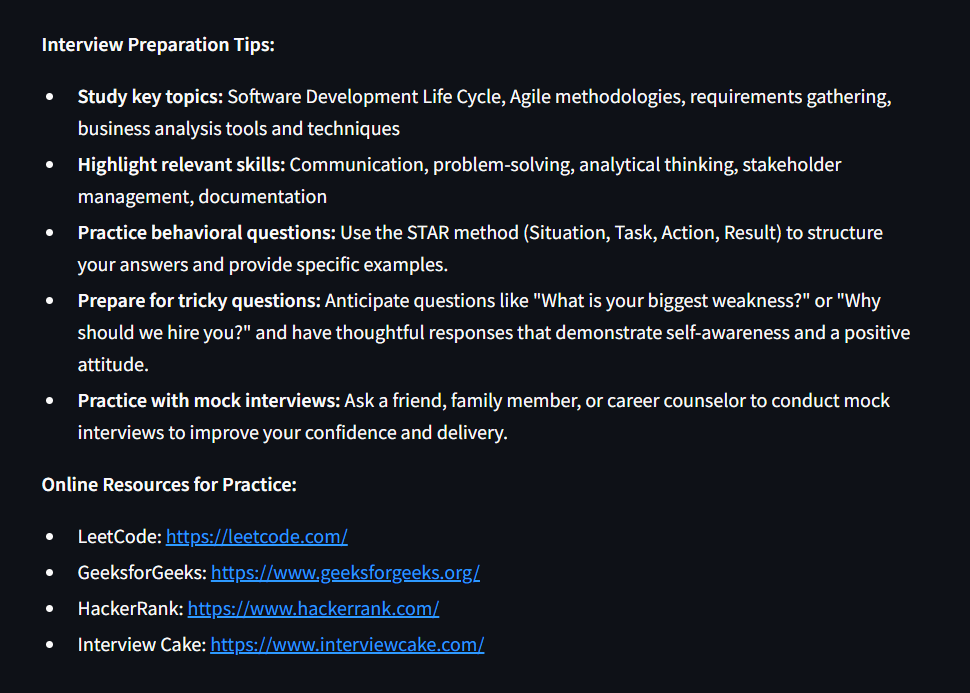 Interview Preparation Tips:
• Study key topics: Software Development Life Cycle, Agile methodologies, requirements gathering,
business analysis tools and techniques
• Highlight relevant skills: Communication, problem-solving, analytical thinking, stakeholder
management, documentation
• Practice behavioral questions: Use the STAR method (Situation, Task, Action, Result) to structure
your answers and provide specific examples.
• Prepare for tricky questions: Anticipate questions like "What is your biggest weakness?" or "Why
should we hire you?" and have thoughtful responses that demonstrate self-awareness and a positive
attitude.
• Practice with mock interviews: Ask a friend, family member, or career counselor to conduct mock
interviews to improve your confidence and delivery.
Online Resources for Practice:
• LeetCode: https://leetcode.com/
• GeeksforGeeks: https://www.geeksforgeeks.org/
• HackerRank: https://www.hackerrank.com/
• Interview Cake: https://www.interviewcake.com/